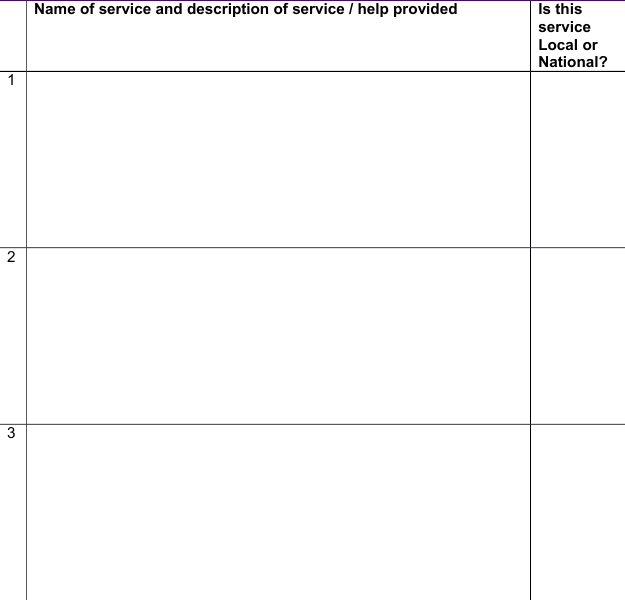 Name of service and description of service / help provided
Is this
service
Local or
National?
1
2
3